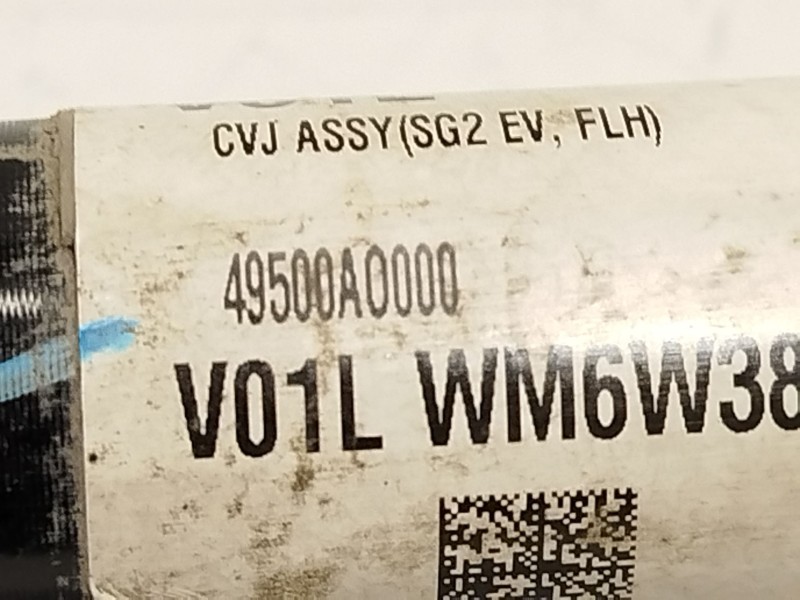 CVJ ASSY(SG2 EV, FLH)
49500A0000
V01L WM6W38